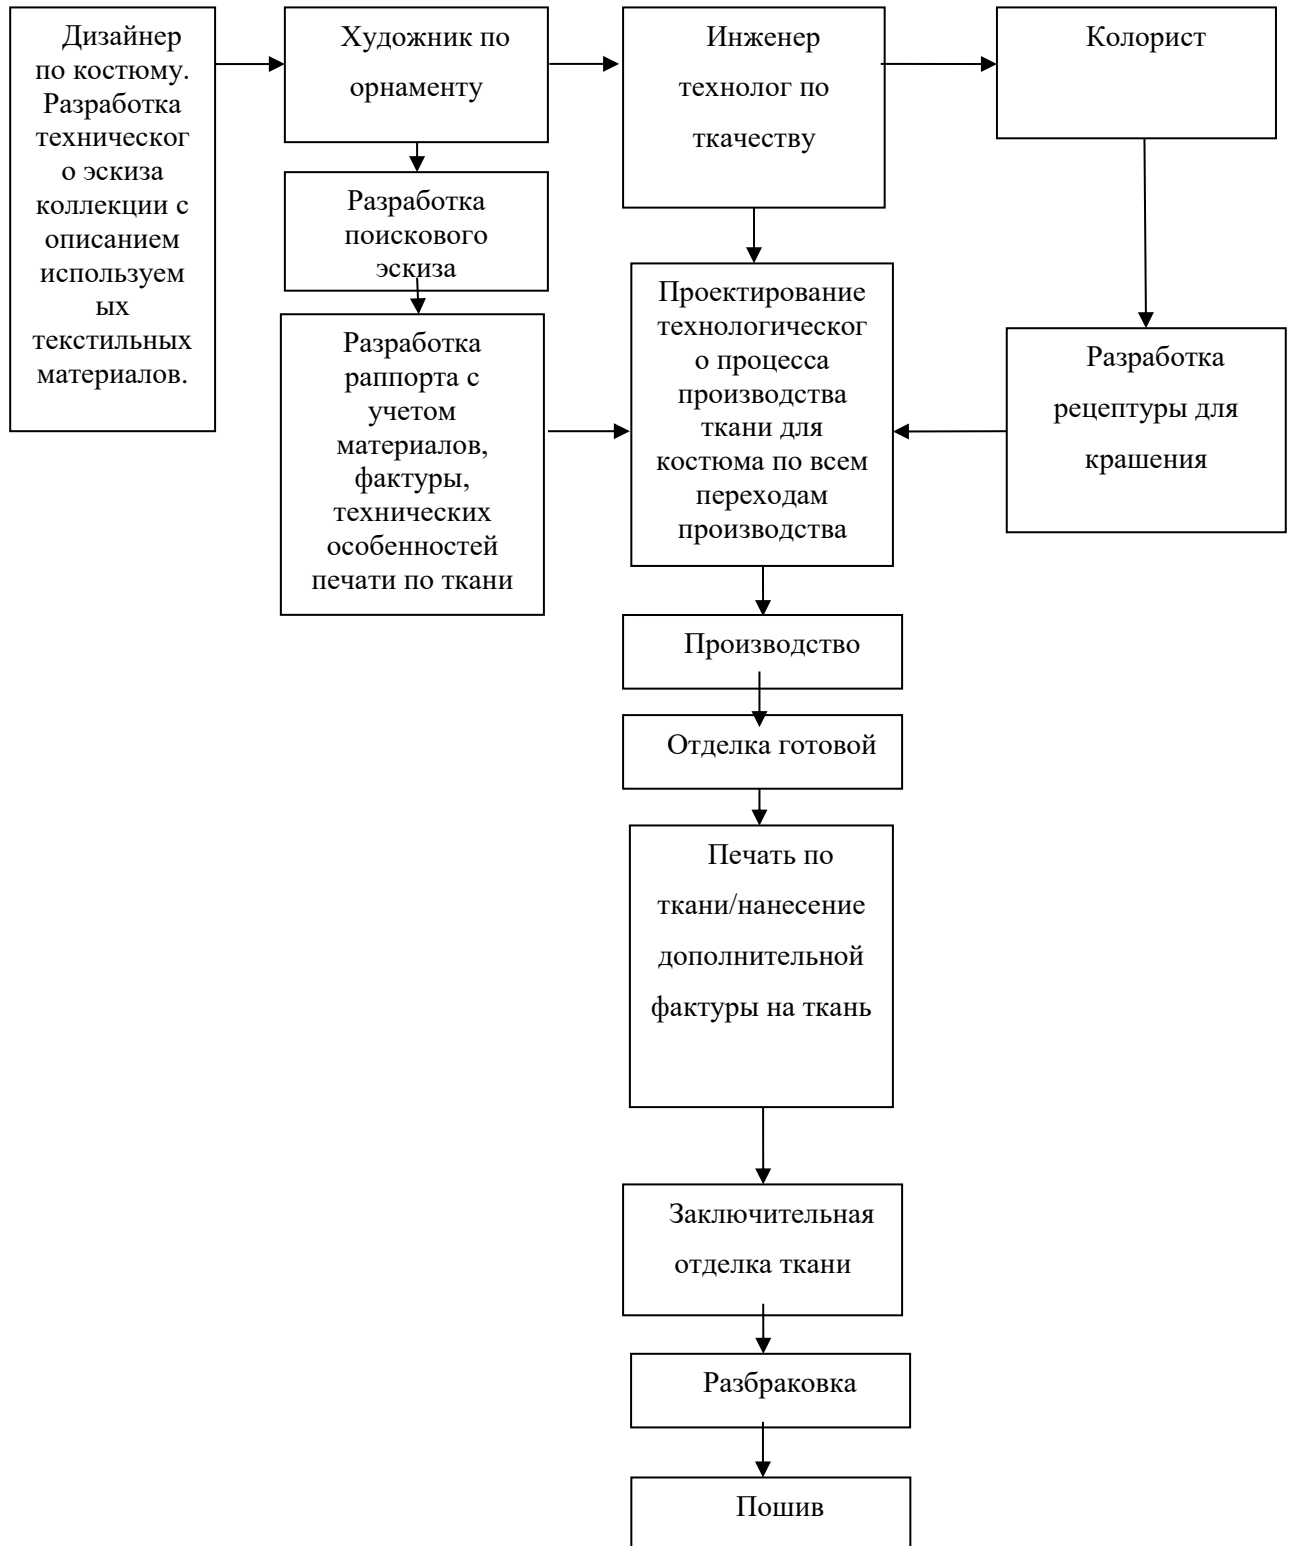 Дизайнер
по костюму.
Разработка
техническог
о эскиза
коллекции с
описанием
используем
ых
текстильных
материалов.
Художник по
орнаменту
Инженер
технолог по
ткачеству
Колорист
Разработка
поискового
эскиза
Разработка
раппорта с
учетом
материалов,
фактуры,
технических
особенностей
печати по ткани
Проектирование
технологическог
о процесса
производства
ткани для
костюма по всем
переходам
производства
Разработка
рецептуры для
крашения
Производство
Отделка готовой
Печать по
ткани/нанесение
дополнительной
фактуры на ткань
Заключительная
отделка ткани
Разбраковка
Пошив